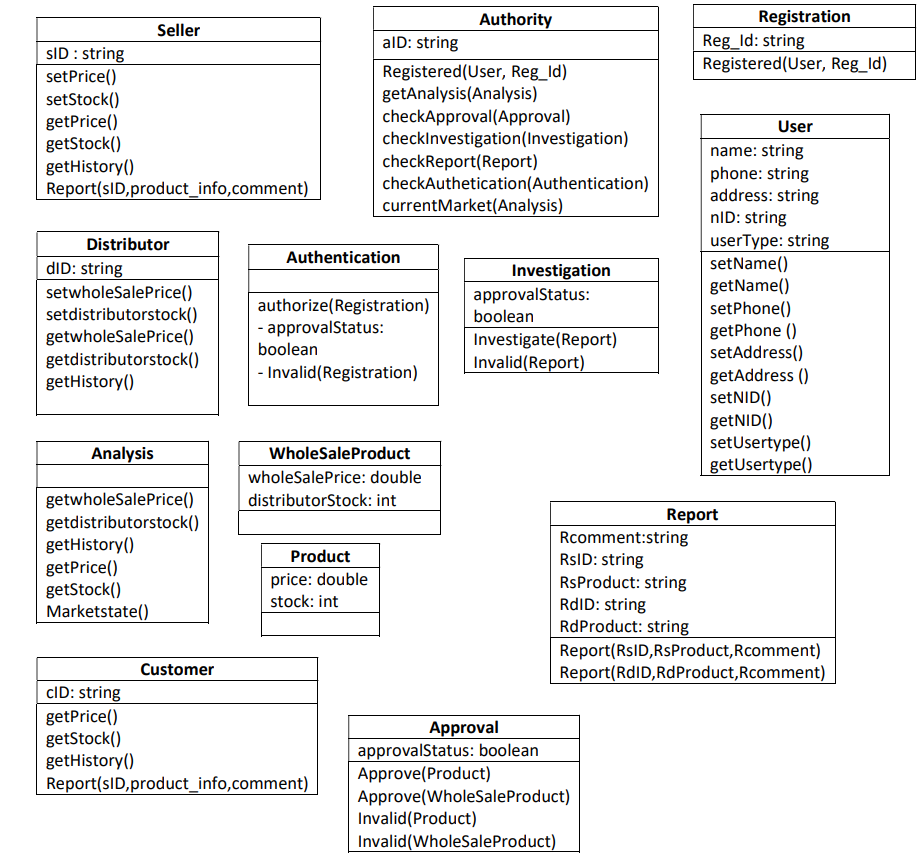 Seller
sID : string
setPrice()
setStock()
getPrice()
getStock()
getHistory()
Report(sID,product_info,comment)
Authority
aID: string
Registered(User, Reg_Id)
getAnalysis(Analysis)
checkApproval(Approval)
checkInvestigation(Investigation)
checkReport(Report)
checkAuthetication(Authentication)
currentMarket(Analysis)
Registration
Reg_Id: string
Registered(User, Reg_Id)
User
name: string
phone: string
address: string
nID: string
userType: string
setName()
getName()
setPhone()
getPhone ()
setAddress()
getAddress ()
setNID()
getNID()
setUsertype()
getUsertype()
Distributor
dID: string
setwholeSalePrice()
setdistributorstock()
getwholeSalePrice()
getdistributorstock()
getHistory()
Authentication
authorize(Registration)
- approvalStatus:
boolean
- Invalid(Registration)
Investigation
approvalStatus:
boolean
Investigate(Report)
Invalid(Report)
Analysis
getwholeSalePrice()
getdistributorstock()
getHistory()
getPrice()
getStock()
Marketstate()
WholeSaleProduct
wholeSalePrice: double
distributorStock: int
Product
price: double
stock: int
Report
Rcomment:string
RsID: string
RsProduct: string
RdID: string
RdProduct: string
Report(RsID,RsProduct,Rcomment)
Report(RdID,RdProduct,Rcomment)
Customer
cID: string
getPrice()
getStock()
getHistory()
Report(sID,product_info,comment)
Approval
approvalStatus: boolean
Approve(Product)
Approve(WholeSaleProduct)
Invalid(Product)
Invalid(WholeSaleProduct)